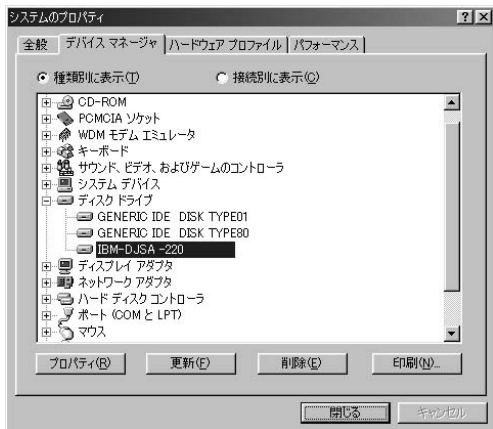 システムのプロパティ
全般 デバイス マネージャ ハードウェア プロファイル パフォーマンス
種類別に表示(T) 接続別に表示(C)
CD-ROM
PCMCIA ソケット
WDM モデム エミュレータ
キーボード
サウンド、ビデオ、およびゲームのコントローラ
システム デバイス
ディスク ドライブ
GENERIC IDE DISK TYPE01
GENERIC IDE DISK TYPE80
IBM-DJSA -220
ディスプレイ アダプタ
ネットワーク アダプタ
ハード ディスク コントローラ
ポート (COM と LPT)
マウス
プロパティ(R) 更新(F) 削除(E) 印刷(N)...
閉じる キャンセル